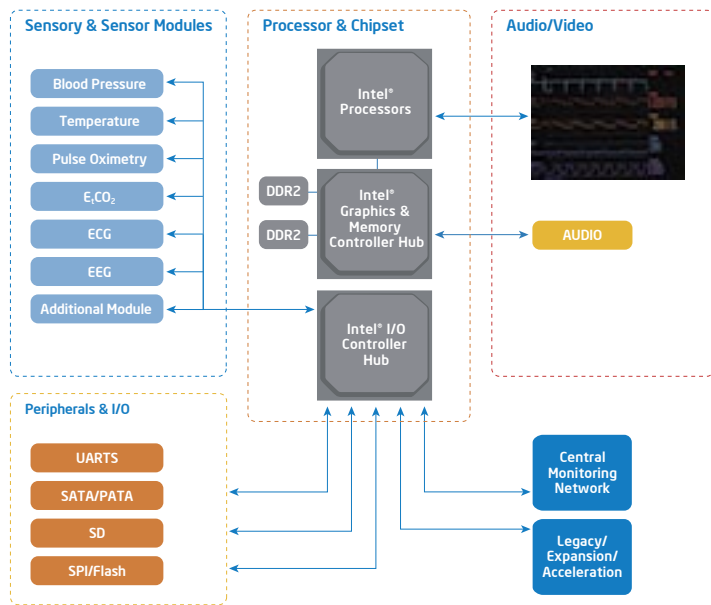 Sensory & Sensor Modules
Blood Pressure
Temperature
Pulse Oximetry
EₜCO₂
ECG
EEG
Additional Module
Processor & Chipset
Intel®
Processors
DDR2
DDR2
Intel®
Graphics &
Memory
Controller Hub
Intel® I/O
Controller
Hub
Audio/Video
AUDIO
Peripherals & I/O
UARTS
SATA/PATA
SD
SPI/Flash
Central
Monitoring
Network
Legacy/
Expansion/
Acceleration